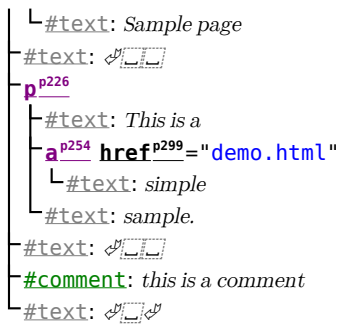 #text: Sample page
#text: ⏎␣␣
p p226
#text: This is a
a p254 href p299="demo.html"
#text: simple
#text: sample.
#text: ⏎␣␣
#comment: this is a comment
#text: ⏎␣⏎